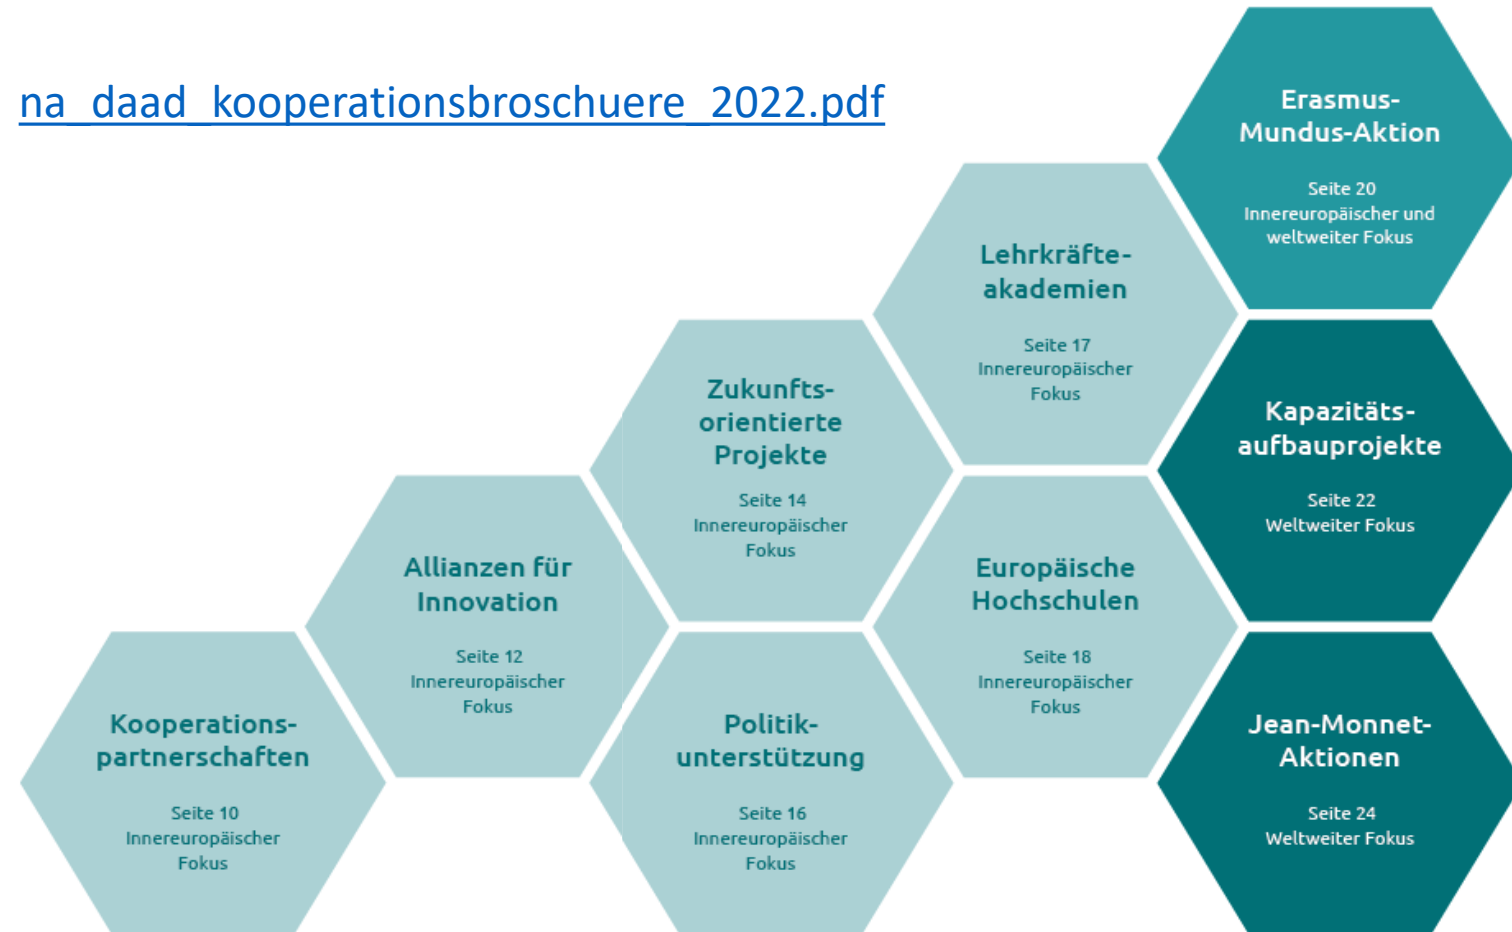 na_daad_kooperationsbroschuere_2022.pdf
Erasmus-
Mundus-Aktion
Seite 20
Innereuropäischer und
weltweiter Fokus
Lehrkräfte-
akademien
Seite 17
Innereuropäischer
Fokus
Zukunfts-
orientierte
Projekte
Seite 14
Innereuropäischer
Fokus
Kapazitäts-
aufbauprojekte
Seite 22
Weltweiter Fokus
Allianzen für
Innovation
Seite 12
Innereuropäischer
Fokus
Europäische
Hochschulen
Seite 18
Innereuropäischer
Fokus
Kooperations-
partnerschaften
Seite 10
Innereuropäischer
Fokus
Politik-
unterstützung
Seite 16
Innereuropäischer
Fokus
Jean-Monnet-
Aktionen
Seite 24
Weltweiter Fokus